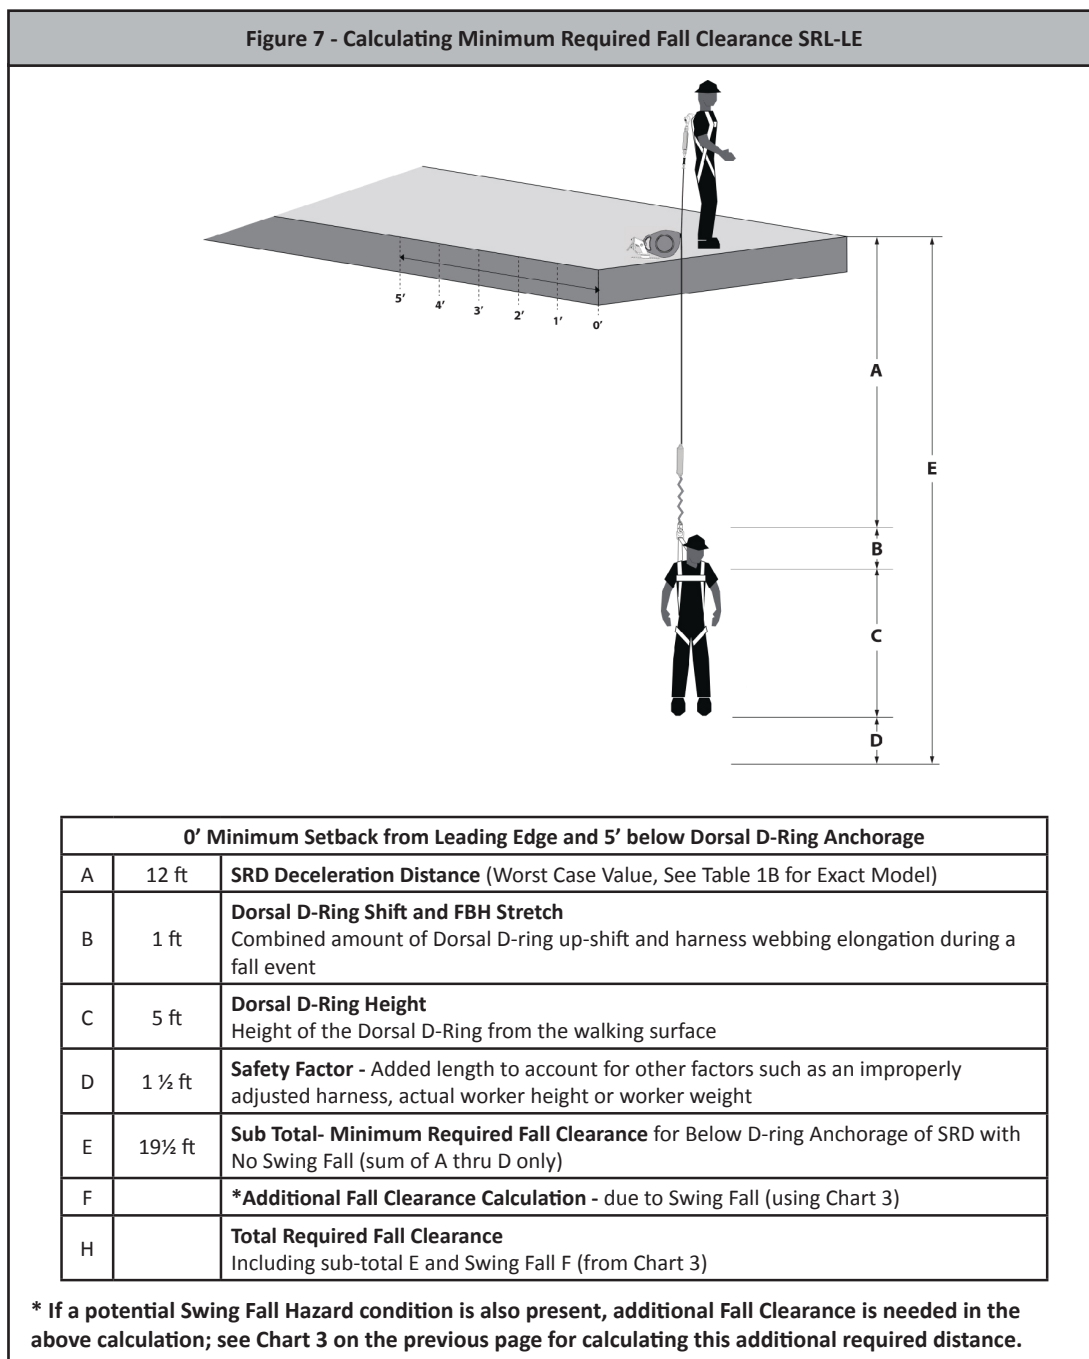 Figure 7 - Calculating Minimum Required Fall Clearance SRL-LE
5’
4’
3’
2’
1’
0’
A
E
B
C
D
0’ Minimum Setback from Leading Edge and 5’ below Dorsal D-Ring Anchorage
A 12 ft SRD Deceleration Distance (Worst Case Value, See Table 1B for Exact Model)
B 1 ft Dorsal D-Ring Shift and FBH Stretch
Combined amount of Dorsal D-ring up-shift and harness webbing elongation during a
fall event
C 5 ft Dorsal D-Ring Height
Height of the Dorsal D-Ring from the walking surface
D 1 ½ ft Safety Factor - Added length to account for other factors such as an improperly
adjusted harness, actual worker height or worker weight
E 19½ ft Sub Total- Minimum Required Fall Clearance for Below D-ring Anchorage of SRD with
No Swing Fall (sum of A thru D only)
F *Additional Fall Clearance Calculation - due to Swing Fall (using Chart 3)
H Total Required Fall Clearance
Including sub-total E and Swing Fall F (from Chart 3)
* If a potential Swing Fall Hazard condition is also present, additional Fall Clearance is needed in the
above calculation; see Chart 3 on the previous page for calculating this additional required distance.